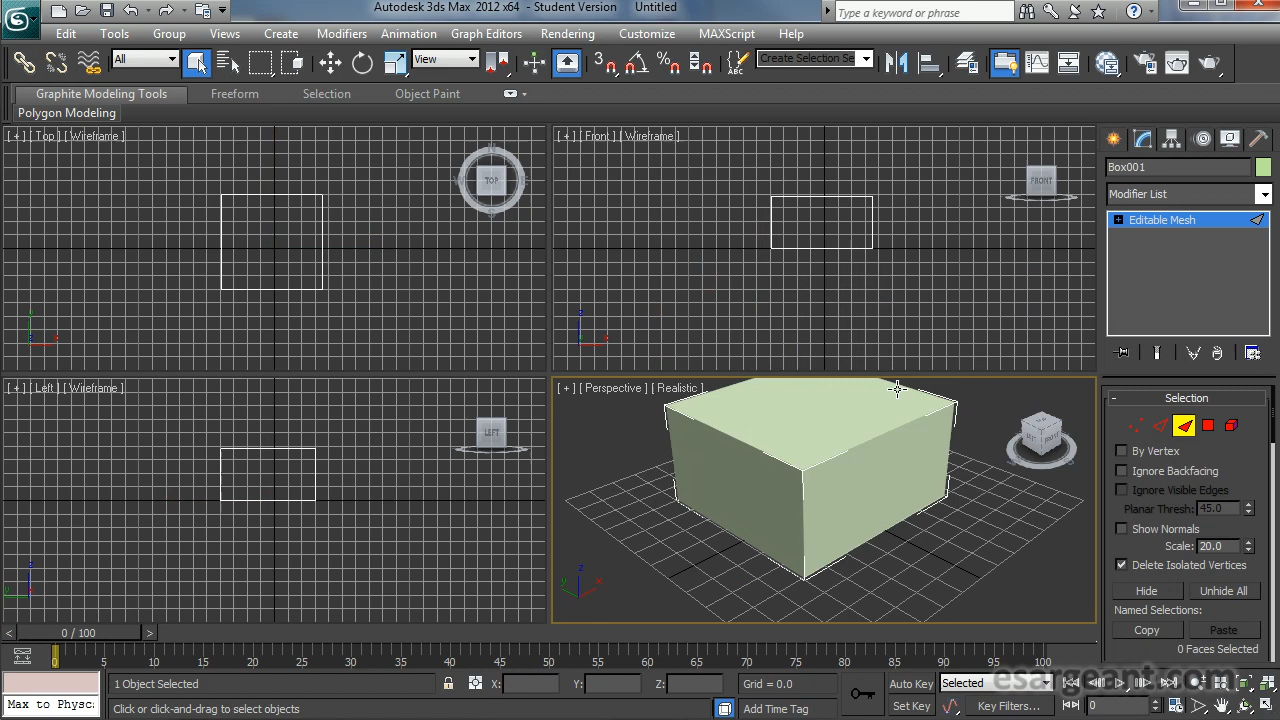 Autodesk 3ds Max 2012 x64 - Student Version Untitled
Type a keyword or phrase
Edit Tools Group Views Create Modifiers Animation Graph Editors Rendering Customize MAXScript Help
All View Create Selection Se
Graphite Modeling Tools Freeform Selection Object Paint
Polygon Modeling
[ + ] [ Top ] [ Wireframe ]
TOP
[ + ] [ Front ] [ Wireframe ]
FRONT
Box001
Modifier List
Editable Mesh
[ + ] [ Left ] [ Wireframe ]
LEFT
[ + ] [ Perspective ] [ Realistic ]
Selection
By Vertex
Ignore Backfacing
Ignore Visible Edges
Planar Thresh: 45.0
Show Normals
Scale: 20.0
Delete Isolated Vertices
Hide Unhide All
Named Selections:
Copy Paste
0 Faces Selected
0 / 100
0 5 10 15 20 25 30 35 40 45 50 55 60 65 70 75 80 85 90 95 100
1 Object Selected X: Y: Z: Grid = 0.0 Auto Key Selected
Max to Physc Click or click-and-drag to select objects Add Time Tag Set Key Key Filters... 0
esargeant.com